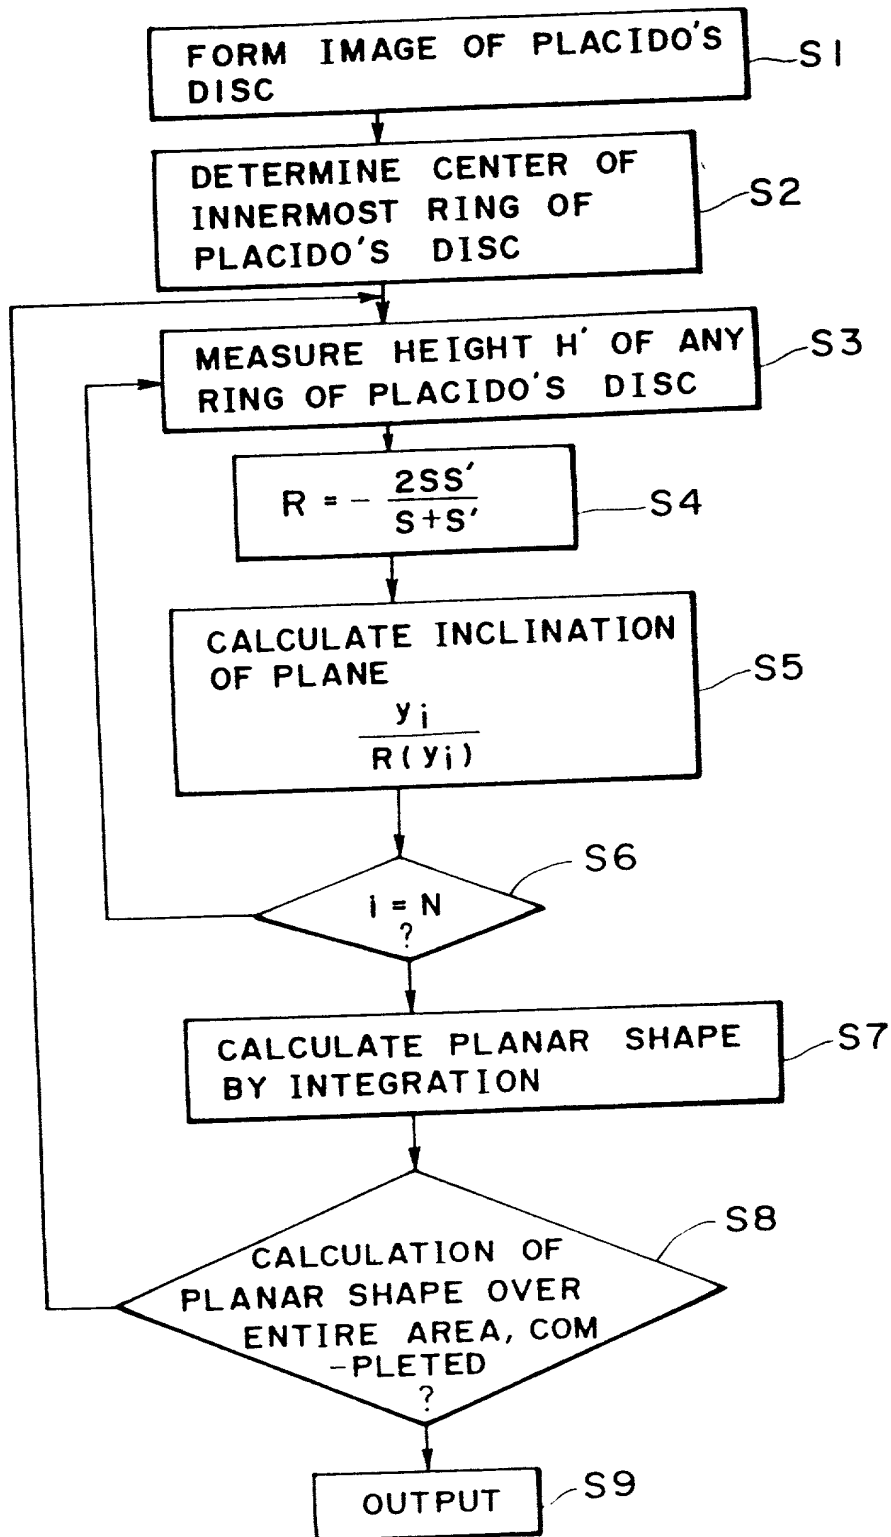 FORM IMAGE OF PLACIDO'S
DISC
S1
DETERMINE CENTER OF
INNERMOST RING OF
PLACIDO'S DISC
S2
MEASURE HEIGHT H' OF ANY
RING OF PLACIDO'S DISC
S3
R = - 2SS' / S+S'
S4
CALCULATE INCLINATION
OF PLANE
yi
R(yi)
S5
i = N
?
S6
CALCULATE PLANAR SHAPE
BY INTEGRATION
S7
CALCULATION OF
PLANAR SHAPE OVER
ENTIRE AREA, COM
-PLETED
?
S8
OUTPUT
S9